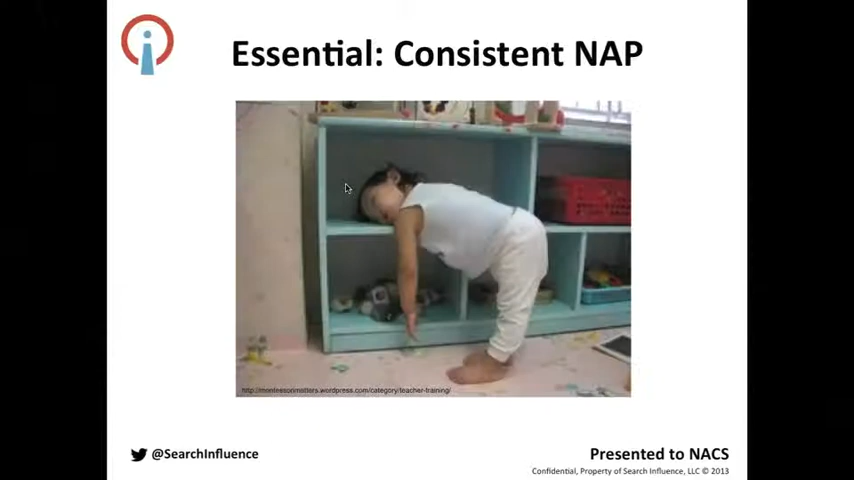 Essential: Consistent NAP
http://montessorimatters.wordpress.com/category/teacher-training/
@SearchInfluence
Presented to NACS
Confidential, Property of Search Influence, LLC © 2013